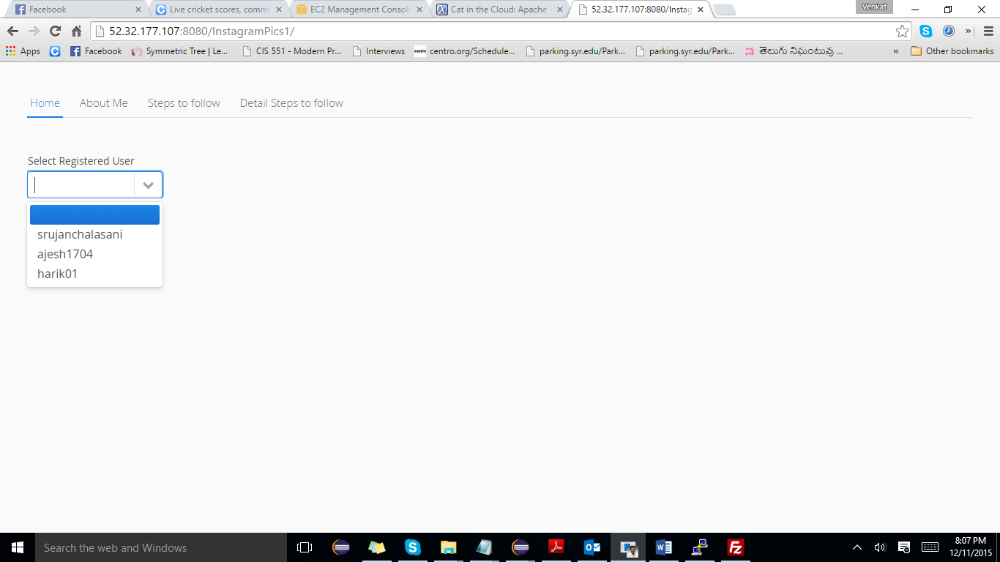 Venkat
Facebook
Live cricket scores, comme
EC2 Management Console
Cat in the Cloud: Apache T
52.32.177.107:8080/Instag
52.32.177.107:8080/InstagramPics1/
Apps
Facebook
Symmetric Tree | Le...
CIS 551 - Modern Pr...
Interviews
centro.org/Schedule...
parking.syr.edu/Park...
parking.syr.edu/Park...
తెలుగు నిఘంటువు ...
»
Other bookmarks
Home
About Me
Steps to follow
Detail Steps to follow
Select Registered User
srujanchalasani
ajesh1704
harik01
Search the web and Windows
8:07 PM
12/11/2015